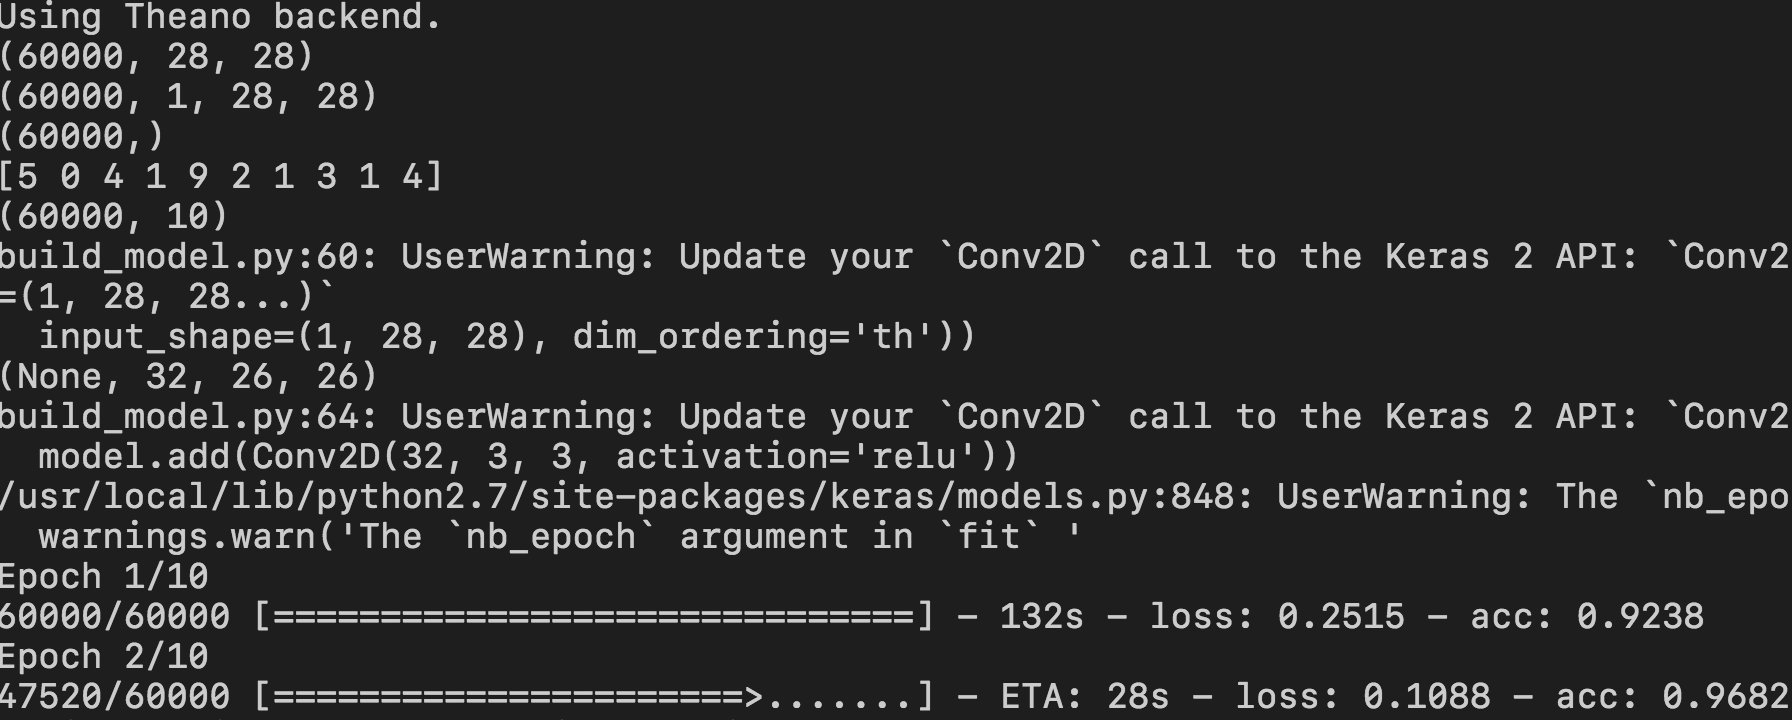 Using Theano backend.
(60000, 28, 28)
(60000, 1, 28, 28)
(60000,)
[5 0 4 1 9 2 1 3 1 4]
(60000, 10)
build_model.py:60: UserWarning: Update your `Conv2D` call to the Keras 2 API: `Conv2
=(1, 28, 28...)`
  input_shape=(1, 28, 28), dim_ordering='th'))
(None, 32, 26, 26)
build_model.py:64: UserWarning: Update your `Conv2D` call to the Keras 2 API: `Conv2
  model.add(Conv2D(32, 3, 3, activation='relu'))
/usr/local/lib/python2.7/site-packages/keras/models.py:848: UserWarning: The `nb_epo
  warnings.warn('The `nb_epoch` argument in `fit` '
Epoch 1/10
60000/60000 [==============================] - 132s - loss: 0.2515 - acc: 0.9238
Epoch 2/10
47520/60000 [======================>.......] - ETA: 28s - loss: 0.1088 - acc: 0.9682